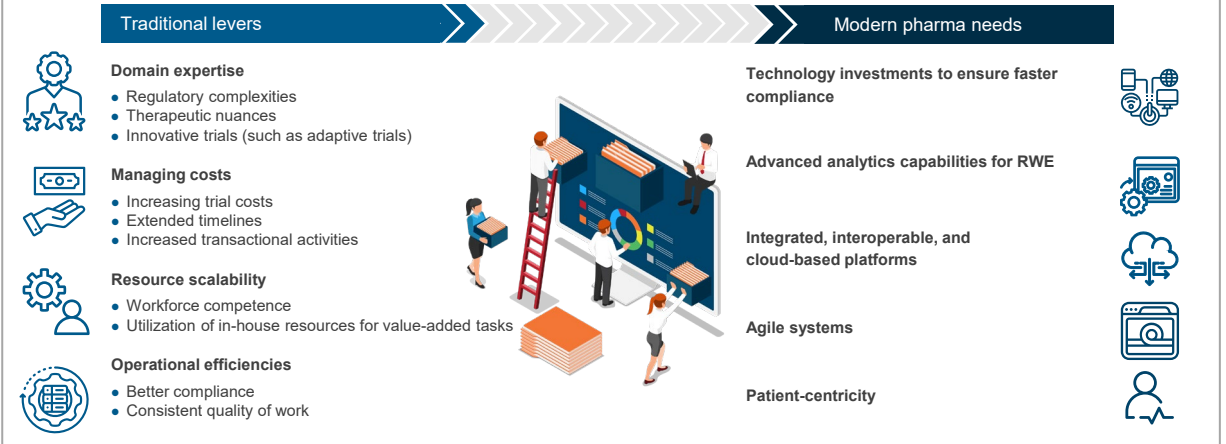 Traditional levers
Modern pharma needs
Domain expertise
• Regulatory complexities
• Therapeutic nuances
• Innovative trials (such as adaptive trials)
Managing costs
• Increasing trial costs
• Extended timelines
• Increased transactional activities
Resource scalability
• Workforce competence
• Utilization of in-house resources for value-added tasks
Operational efficiencies
• Better compliance
• Consistent quality of work
Technology investments to ensure faster
compliance
Advanced analytics capabilities for RWE
Integrated, interoperable, and
cloud-based platforms
Agile systems
Patient-centricity